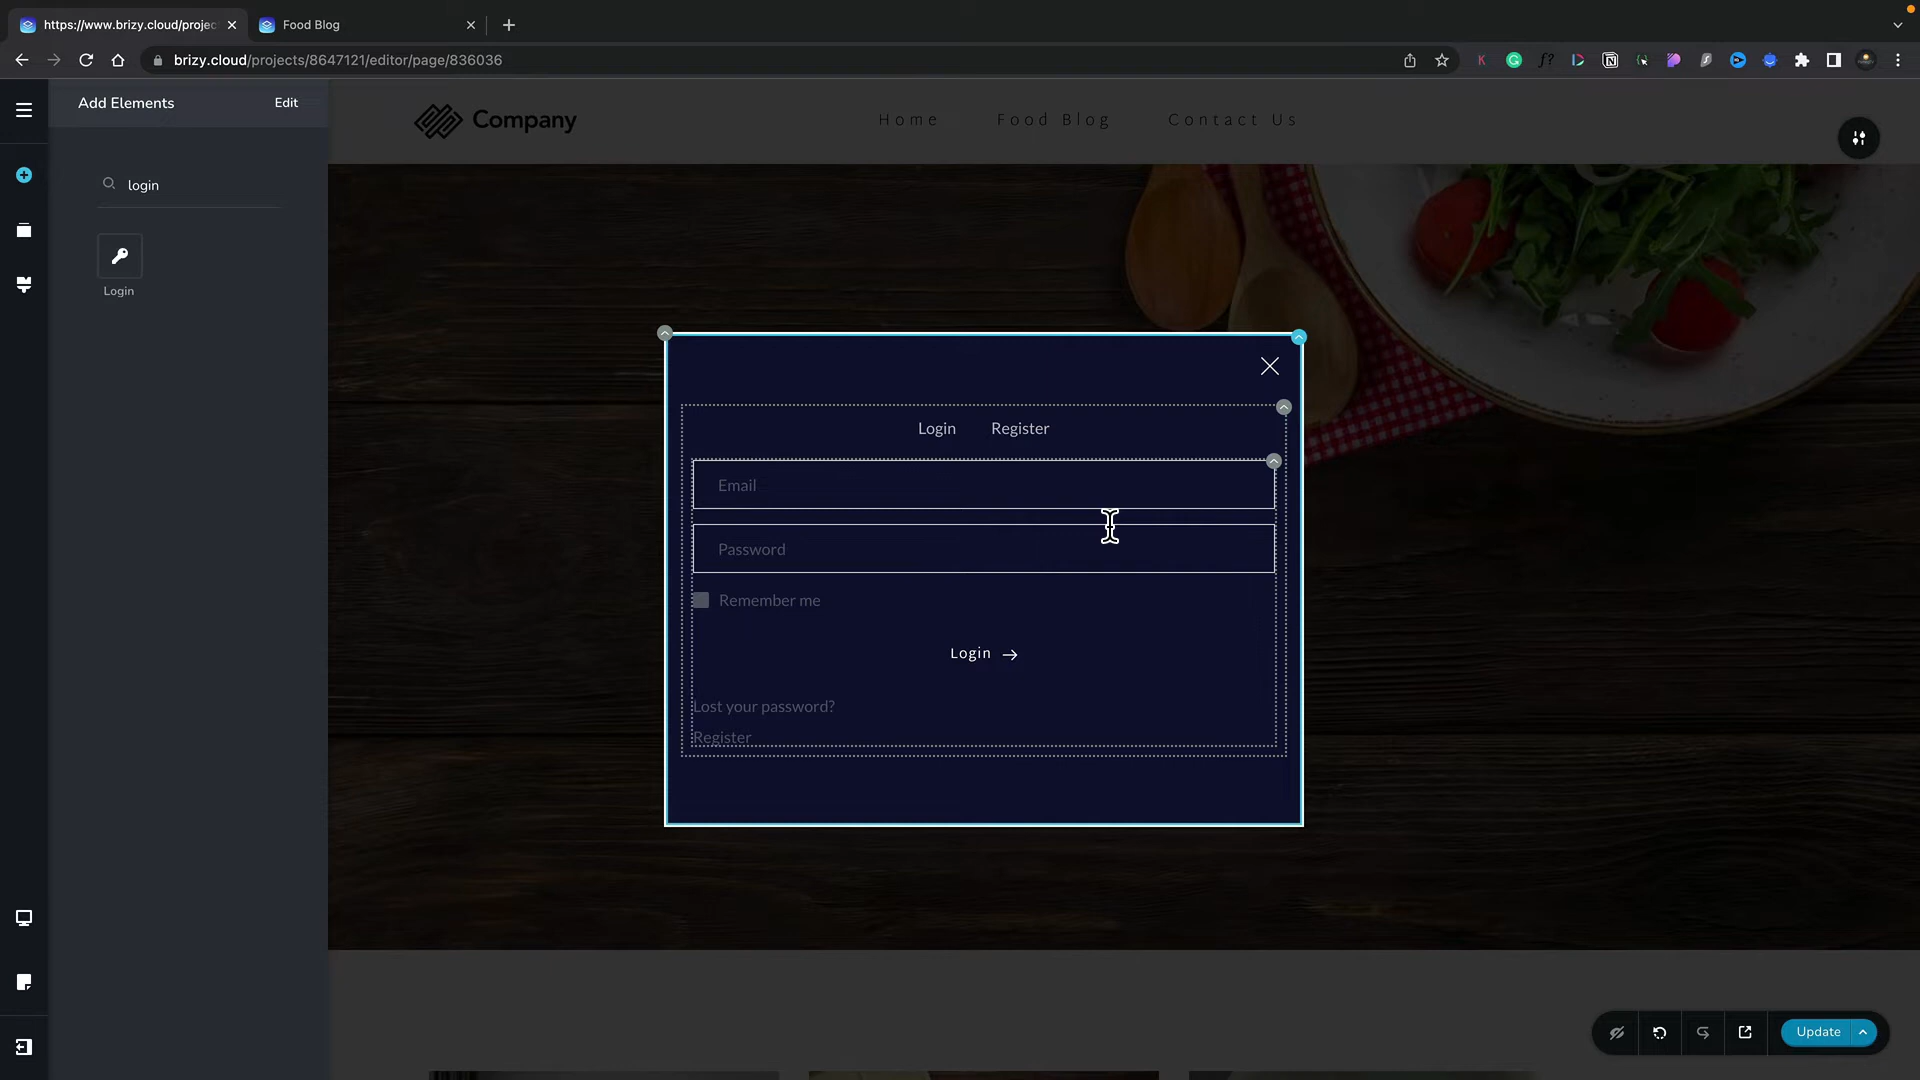 https://www.brizy.cloud/projec
Food Blog
brizy.cloud/projects/8647121/editor/page/836036
Add Elements
Edit
Company
Home
Food Blog
Contact Us
login
Login
Login
Register
Email
Password
Remember me
Login
Lost your password?
Register
Update